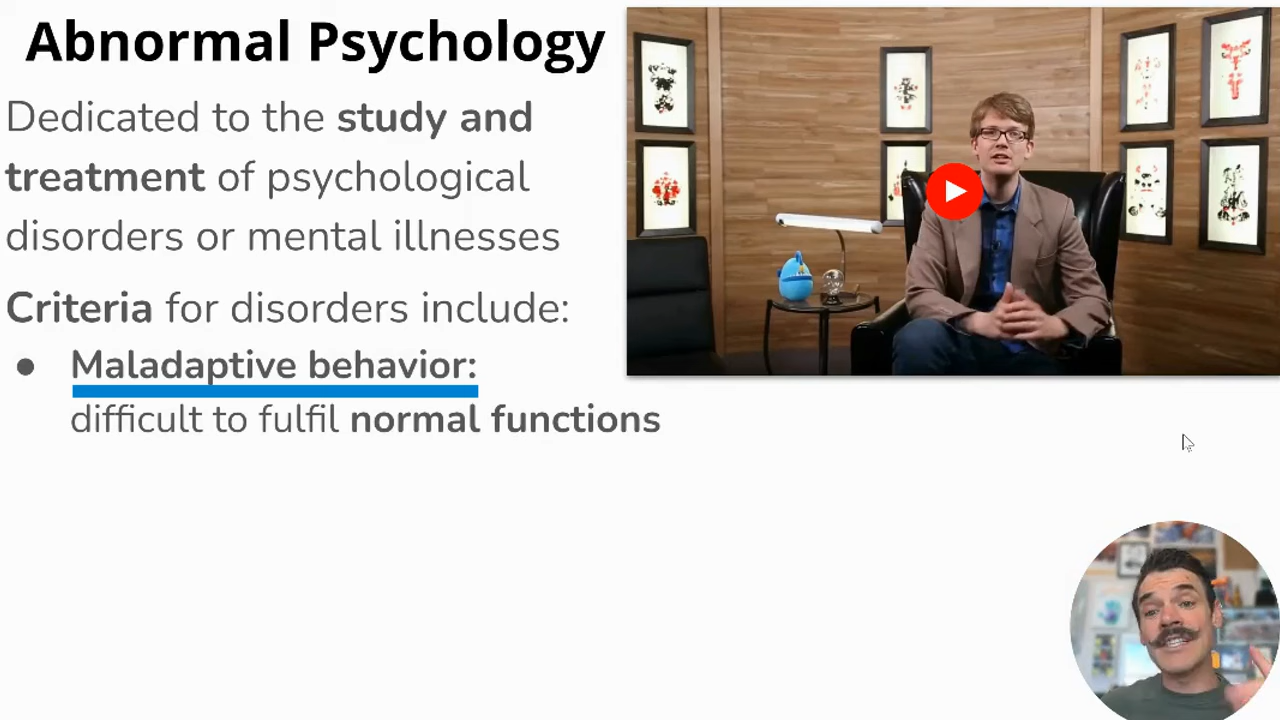 Abnormal Psychology
Dedicated to the study and
treatment of psychological
disorders or mental illnesses
Criteria for disorders include:
● Maladaptive behavior:
difficult to fulfil normal functions